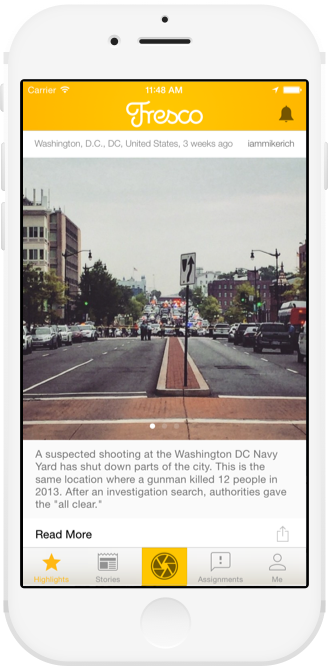 Carrier 11:48 AM
Fresco
Washington, D.C., DC, United States, 3 weeks ago iammikerich
A suspected shooting at the Washington DC Navy
Yard has shut down parts of the city. This is the
same location where a gunman killed 12 people in
2013. After an investigation search, authorities gave
the "all clear."
Read More
Highlights Stories Assignments Me